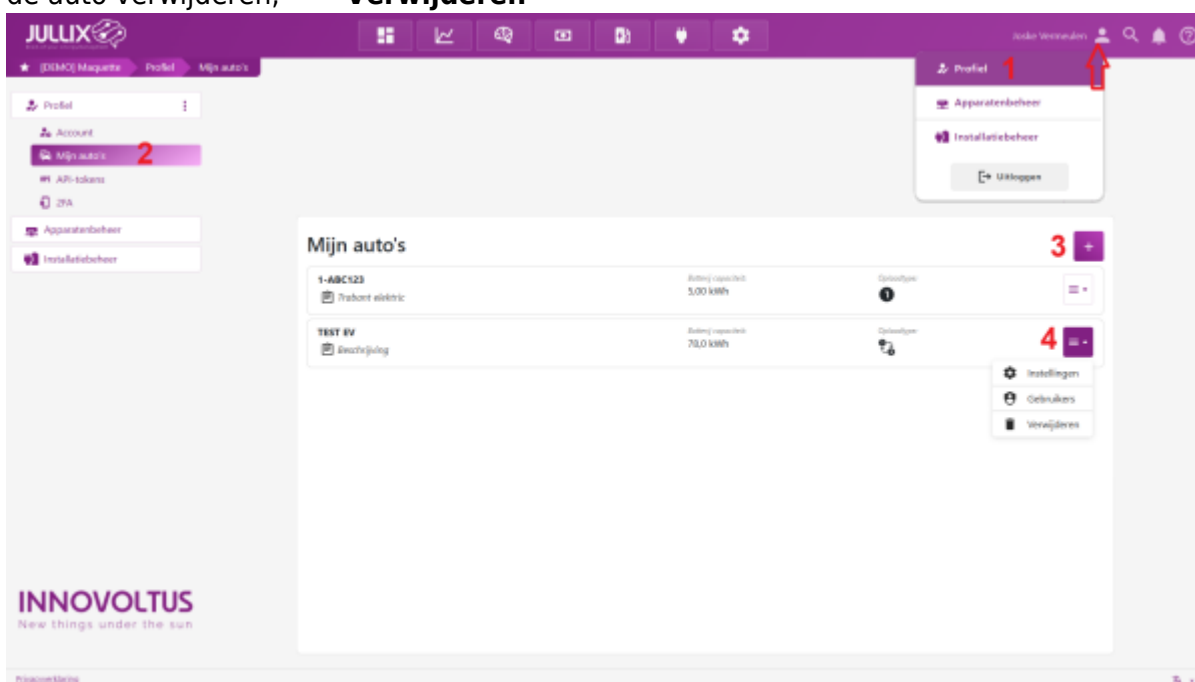 de auto verwijderen, Verwijderen
JULLIX
Joske Vermeulen
[DEMO] Maquette Profiel Mijn auto's
Profiel 1
Apparatenbeheer
Installatiebeheer
Uitloggen
Profiel
Account
Mijn auto's 2
API-tokens
2FA
Apparatenbeheer
Installatiebeheer
Mijn auto's 3 +
1-ABC123
Trabant elektric
Batterij capaciteit
5,00 kWh
Oplaadtype
1
TEST EV
Beschrijving
Batterij capaciteit
70,0 kWh
Oplaadtype
4
Instellingen
Gebruikers
Verwijderen
INNOVOLTUS
New things under the sun
Privacyverklaring